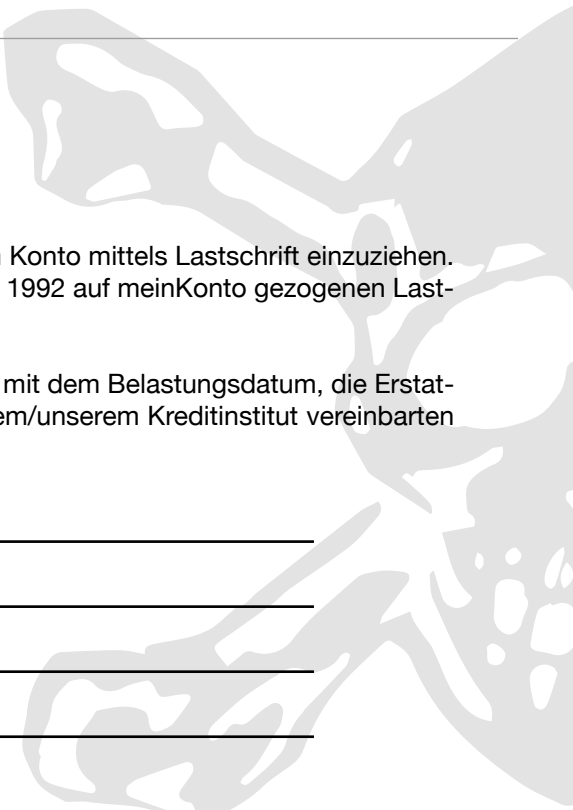 Konto mittels Lastschrift einzuziehen.
1992 auf meinKonto gezogenen Last-
mit dem Belastungsdatum, die Erstat-
em/unserem Kreditinstitut vereinbarten